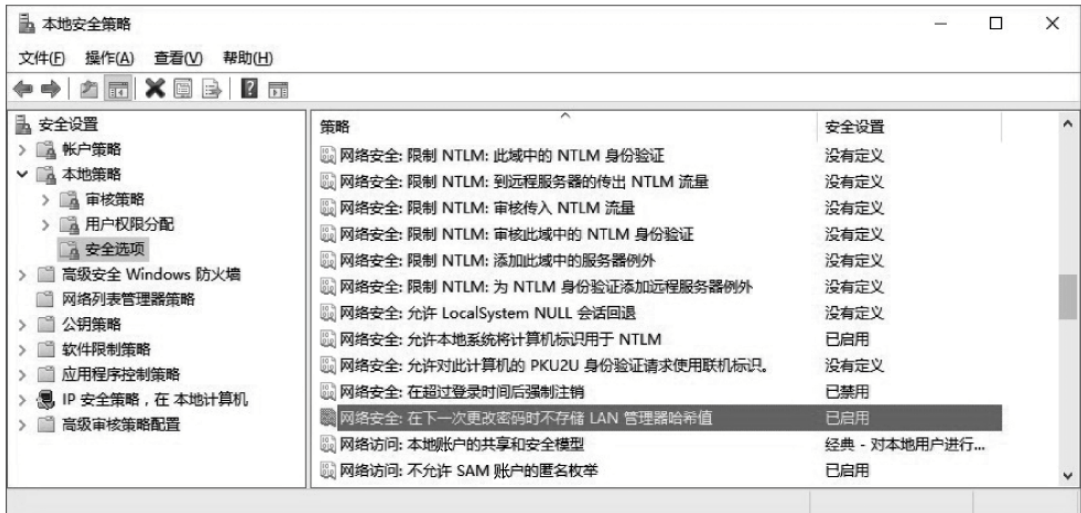 本地安全策略
文件(F) 操作(A) 查看(V) 帮助(H)
安全设置
帐户策略
本地策略
审核策略
用户权限分配
安全选项
高级安全 Windows 防火墙
网络列表管理器策略
公钥策略
软件限制策略
应用程序控制策略
IP 安全策略，在 本地计算机
高级审核策略配置
策略 安全设置
网络安全: 限制 NTLM: 此域中的 NTLM 身份验证 没有定义
网络安全: 限制 NTLM: 到远程服务器的传出 NTLM 流量 没有定义
网络安全: 限制 NTLM: 审核传入 NTLM 流量 没有定义
网络安全: 限制 NTLM: 审核此域中的 NTLM 身份验证 没有定义
网络安全: 限制 NTLM: 添加此域中的服务器例外 没有定义
网络安全: 限制 NTLM: 为 NTLM 身份验证添加远程服务器例外 没有定义
网络安全: 允许 LocalSystem NULL 会话回退 没有定义
网络安全: 允许本地系统将计算机标识用于 NTLM 已启用
网络安全: 允许对此计算机的 PKU2U 身份验证请求使用联机标识。 没有定义
网络安全: 在超过登录时间后强制注销 已禁用
网络安全: 在下一次更改密码时不存储 LAN 管理器哈希值 已启用
网络访问: 本地账户的共享和安全模型 经典 - 对本地用户进行...
网络访问: 不允许 SAM 账户的匿名枚举 已启用